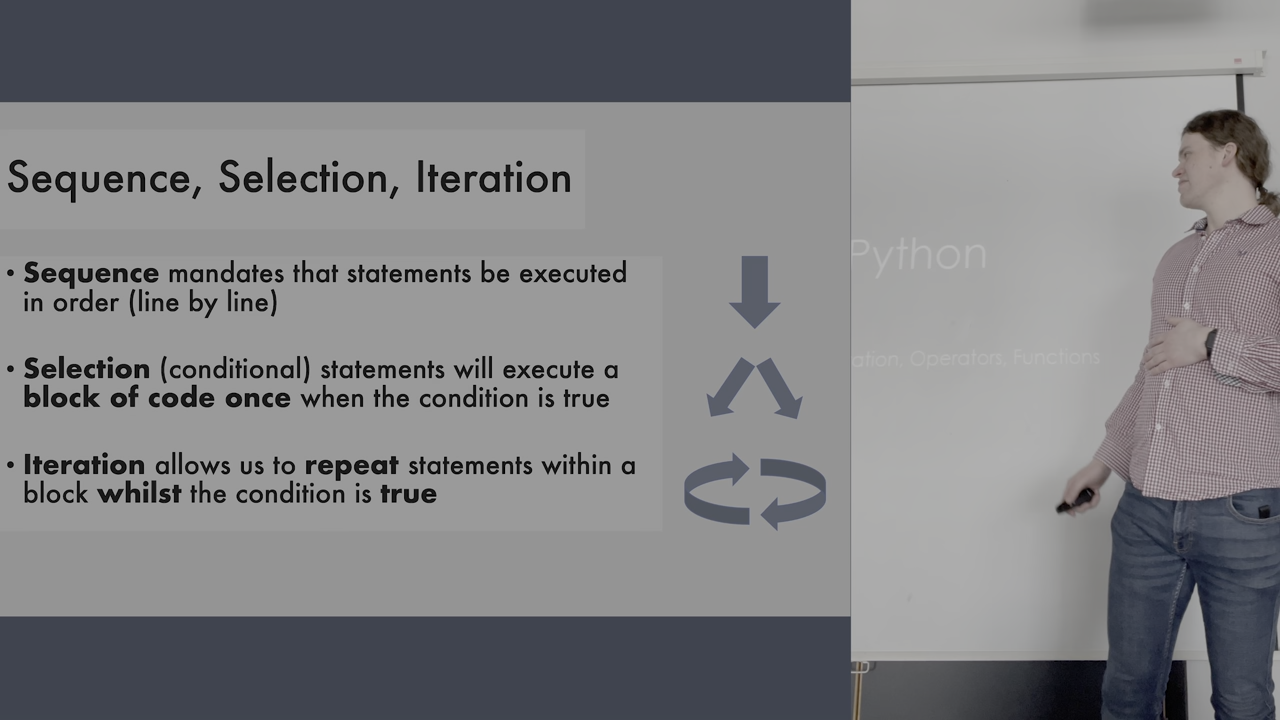 Sequence, Selection, Iteration
• Sequence mandates that statements be executed
in order (line by line)
• Selection (conditional) statements will execute a
block of code once when the condition is true
• Iteration allows us to repeat statements within a
block whilst the condition is true
Python
Operators, Functions